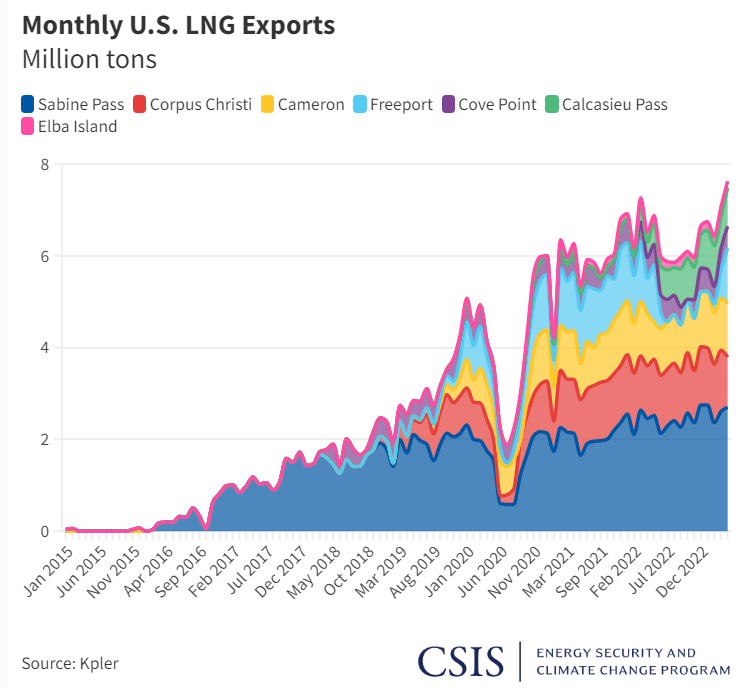 Monthly U.S. LNG Exports
Million tons
Sabine Pass Corpus Christi Cameron Freeport Cove Point Calcasieu Pass
Elba Island
8
6
4
2
0
Jan 2015 Jun 2015 Nov 2015 Apr 2016 Sep 2016 Feb 2017 Jul 2017 Dec 2017 May 2018 Oct 2018 Mar 2019 Aug 2019 Jan 2020 Jun 2020 Nov 2020 Mar 2021 Sep 2021 Feb 2022 Jul 2022 Dec 2022
Source: Kpler
CSIS
ENERGY SECURITY AND
CLIMATE CHANGE PROGRAM